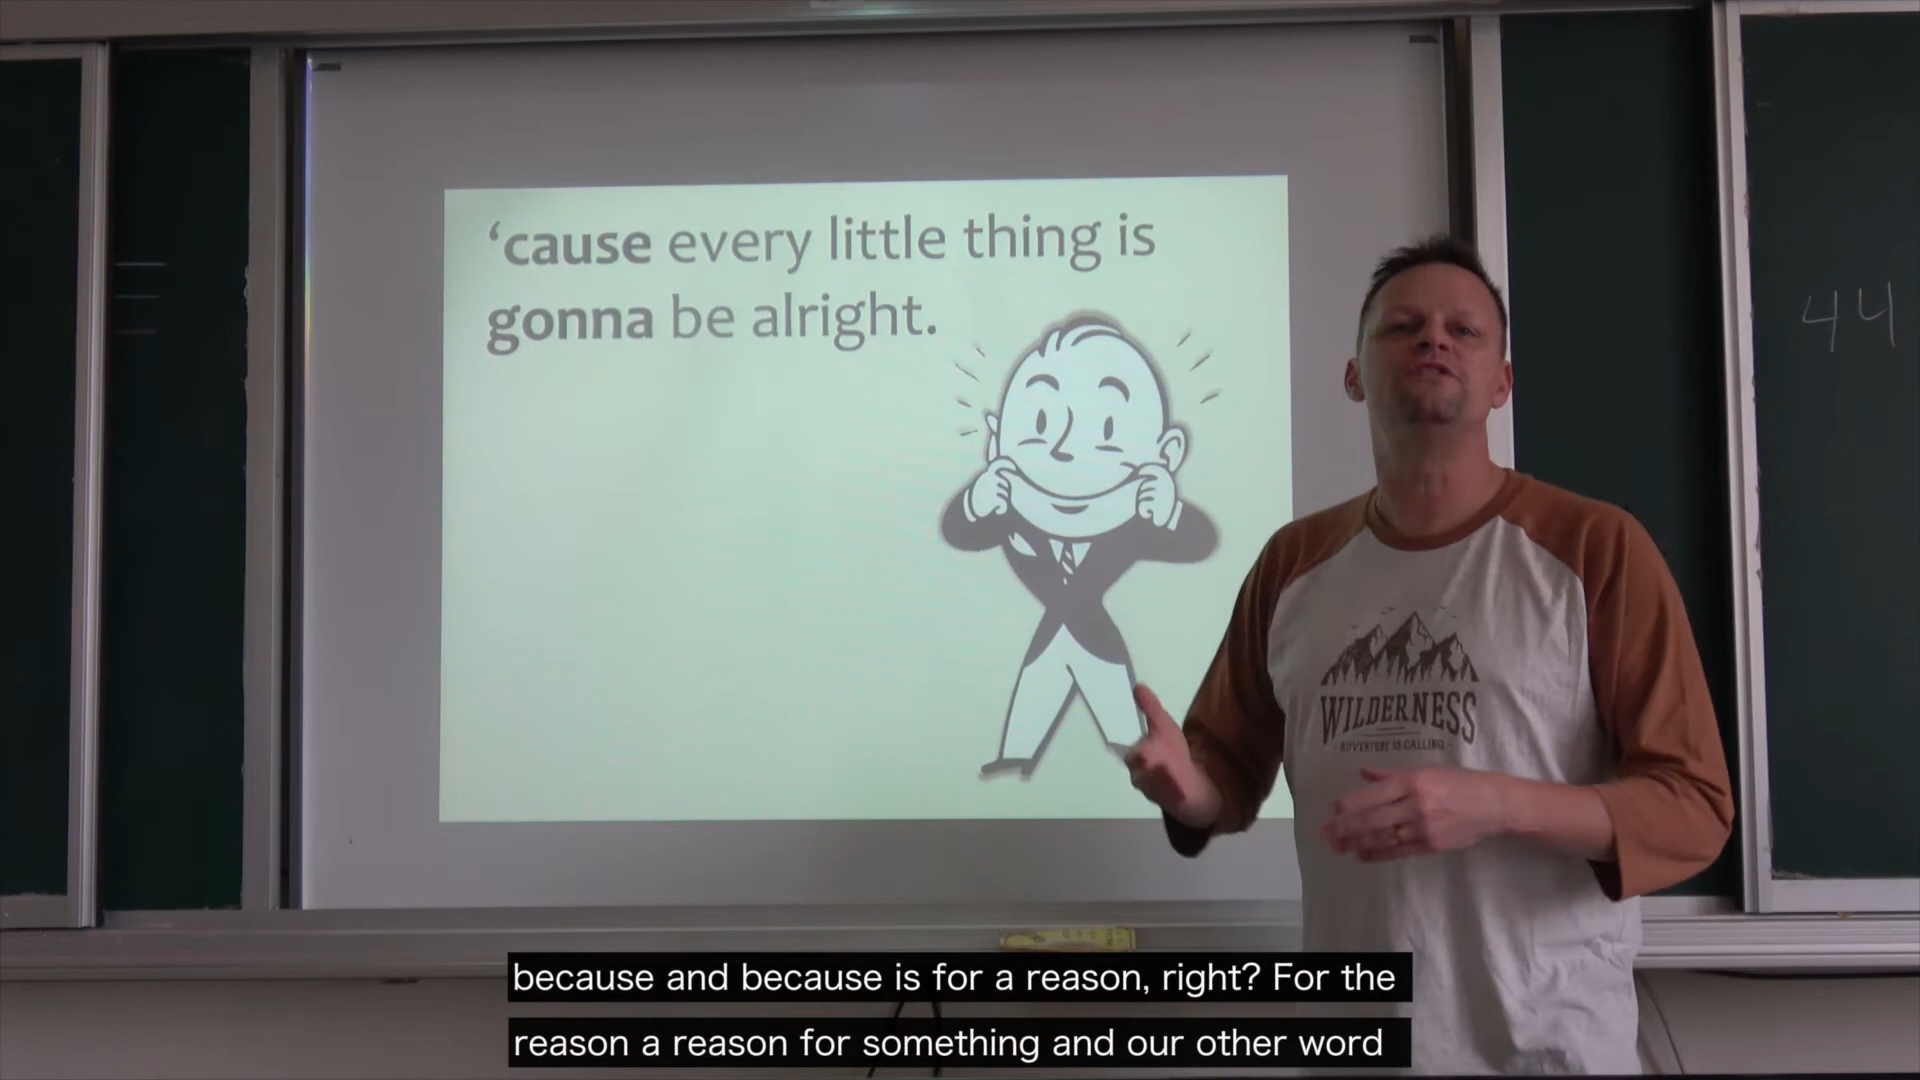 ‘cause every little thing is
gonna be alright.
44
WILDERNESS
· ADVENTURE IS CALLING ·
because and because is for a reason, right? For the
reason a reason for something and our other word